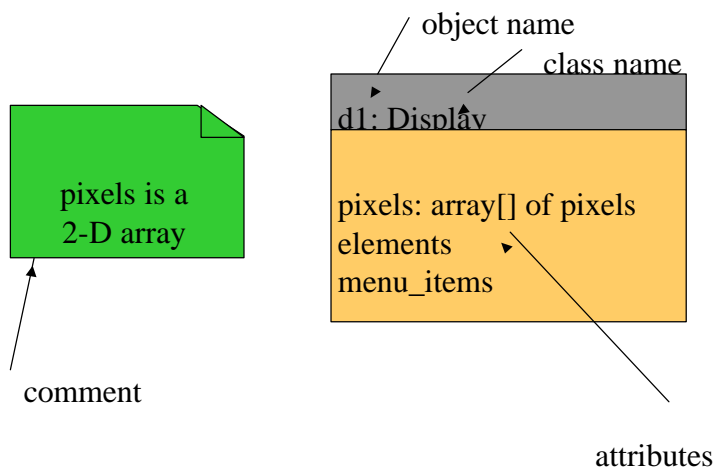 object name
class name
d1: Display
pixels is a
2-D array
pixels: array[] of pixels
elements
menu_items
comment
attributes